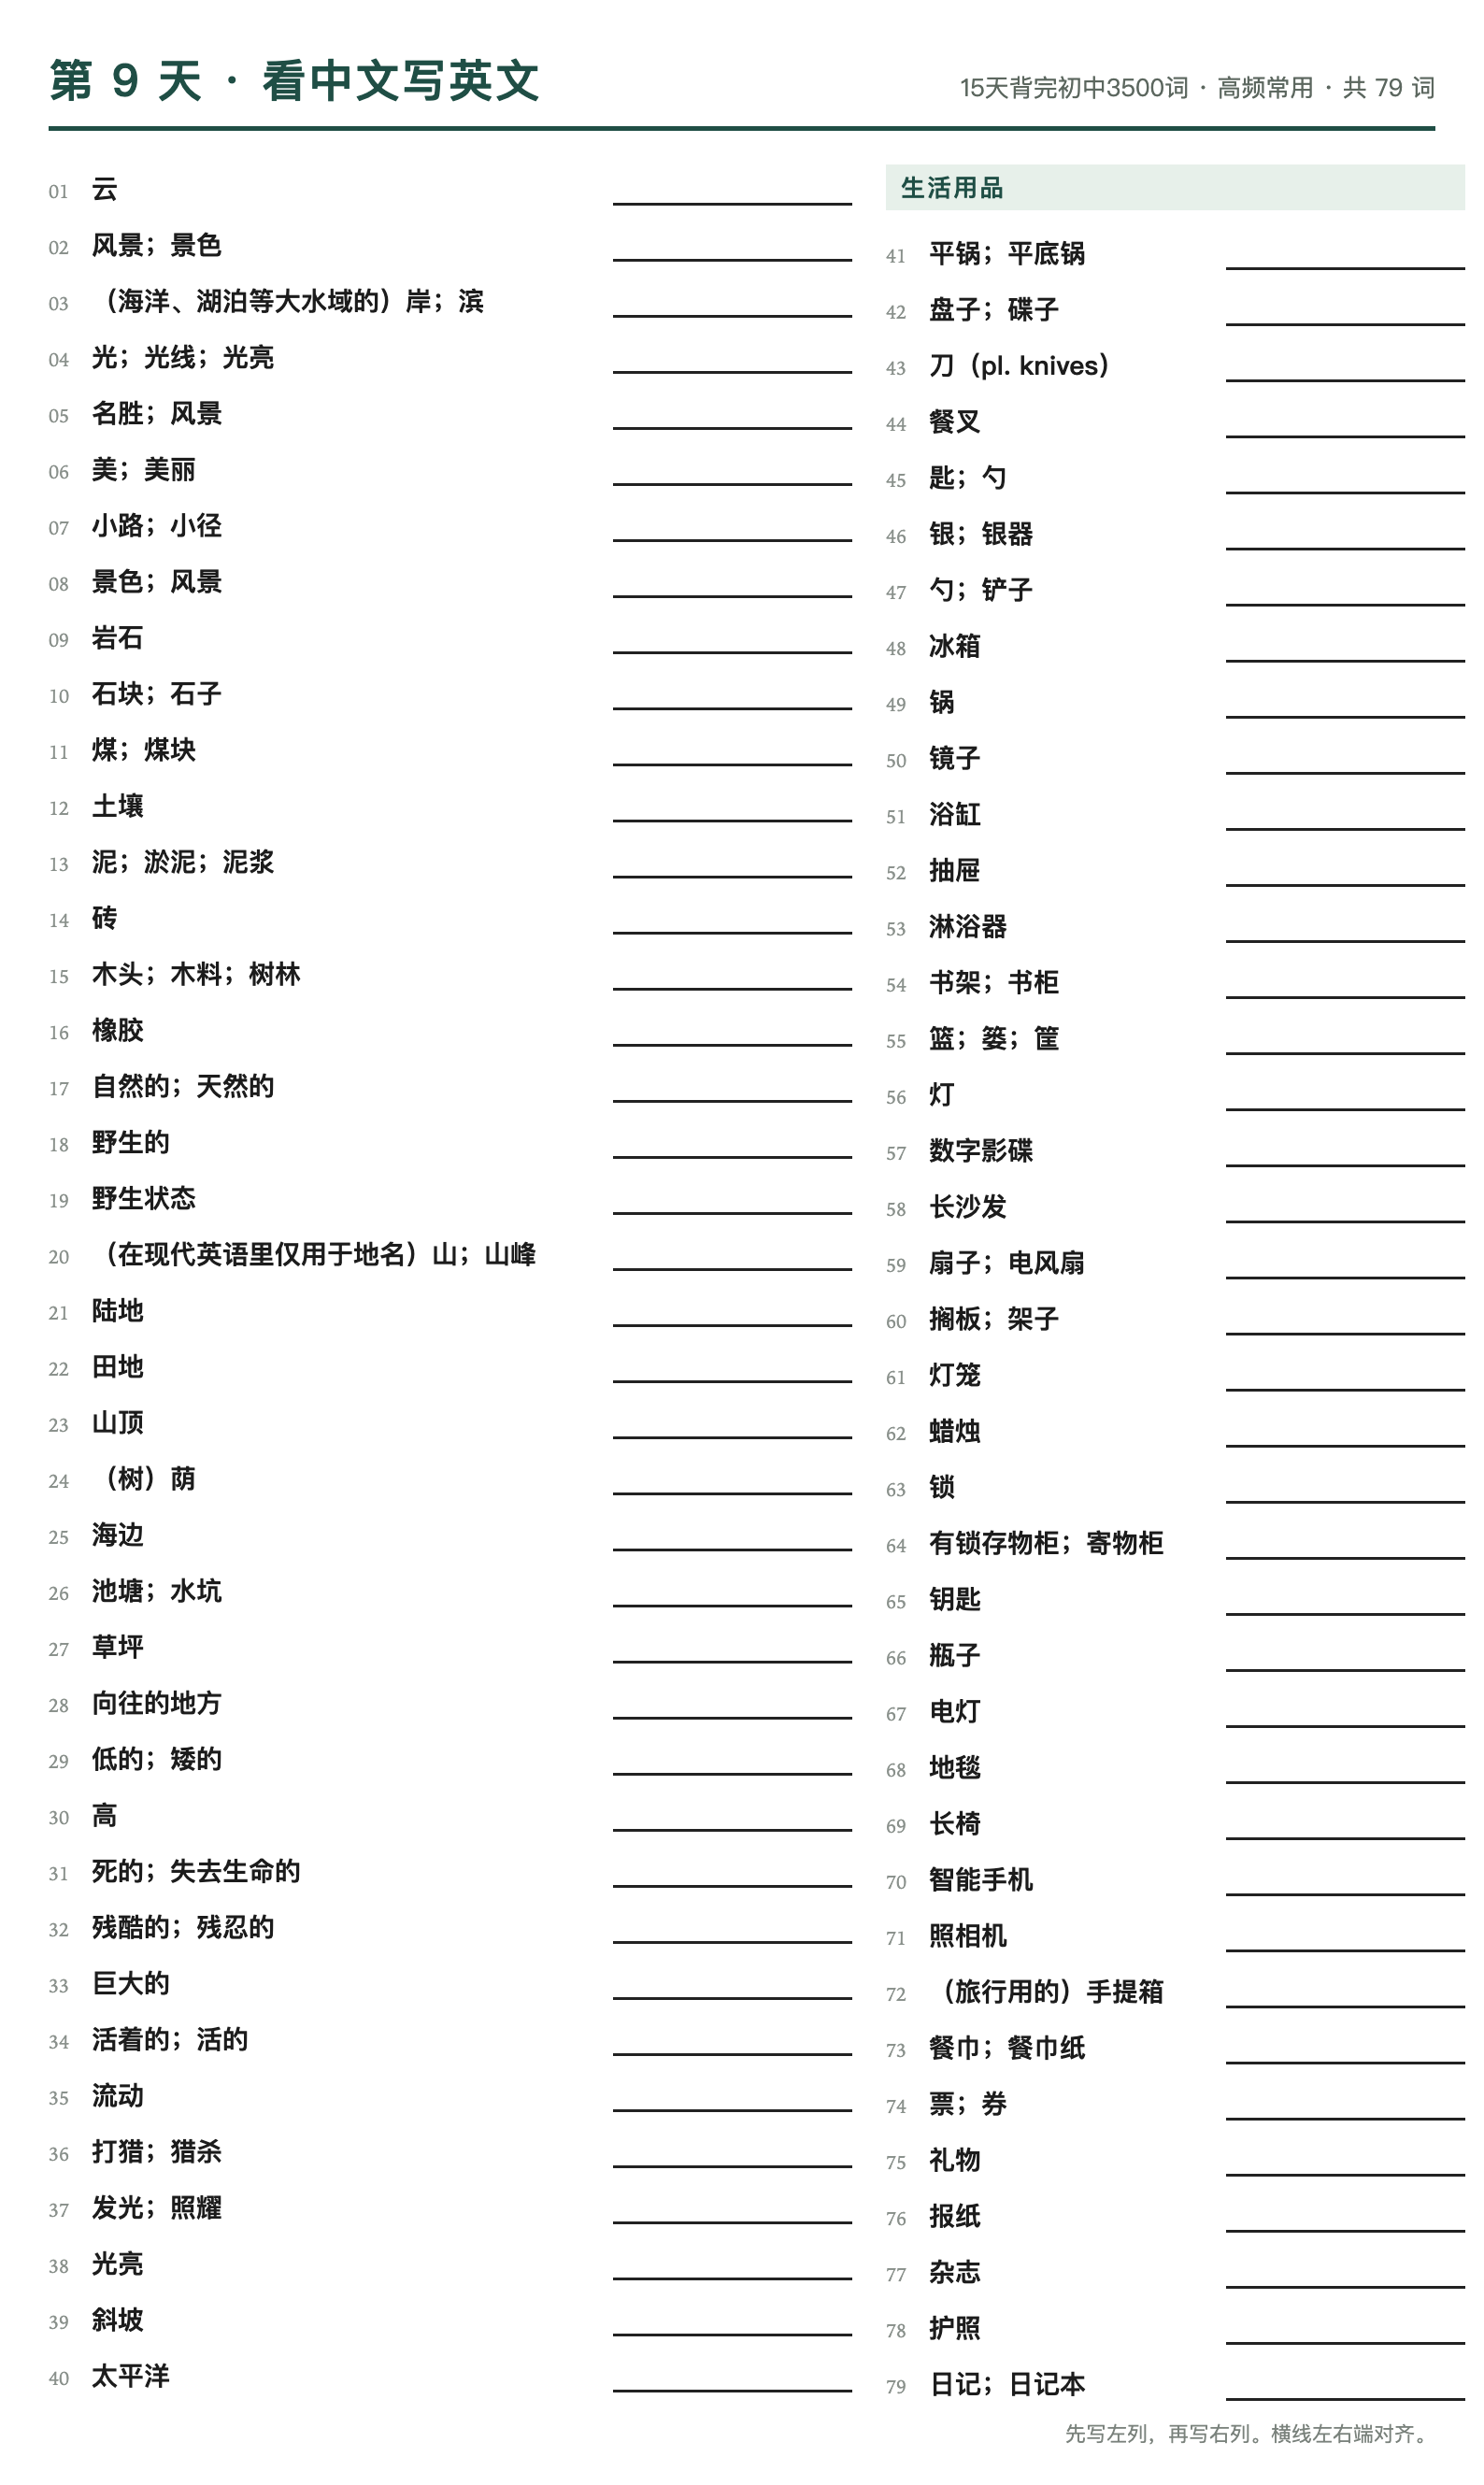 第 9 天 · 看中文写英文
15天背完初中3500词 · 高频常用 · 共 79 词
01 云
02 风景；景色
03 （海洋、湖泊等大水域的）岸；滨
04 光；光线；光亮
05 名胜；风景
06 美；美丽
07 小路；小径
08 景色；风景
09 岩石
10 石块；石子
11 煤；煤块
12 土壤
13 泥；淤泥；泥浆
14 砖
15 木头；木料；树林
16 橡胶
17 自然的；天然的
18 野生的
19 野生状态
20 （在现代英语里仅用于地名）山；山峰
21 陆地
22 田地
23 山顶
24 （树）荫
25 海边
26 池塘；水坑
27 草坪
28 向往的地方
29 低的；矮的
30 高
31 死的；失去生命的
32 残酷的；残忍的
33 巨大的
34 活着的；活的
35 流动
36 打猎；猎杀
37 发光；照耀
38 光亮
39 斜坡
40 太平洋
生活用品
41 平锅；平底锅
42 盘子；碟子
43 刀（pl. knives）
44 餐叉
45 匙；勺
46 银；银器
47 勺；铲子
48 冰箱
49 锅
50 镜子
51 浴缸
52 抽屉
53 淋浴器
54 书架；书柜
55 篮；篓；筐
56 灯
57 数字影碟
58 长沙发
59 扇子；电风扇
60 搁板；架子
61 灯笼
62 蜡烛
63 锁
64 有锁存物柜；寄物柜
65 钥匙
66 瓶子
67 电灯
68 地毯
69 长椅
70 智能手机
71 照相机
72 （旅行用的）手提箱
73 餐巾；餐巾纸
74 票；券
75 礼物
76 报纸
77 杂志
78 护照
79 日记；日记本
先写左列，再写右列。横线左右端对齐。